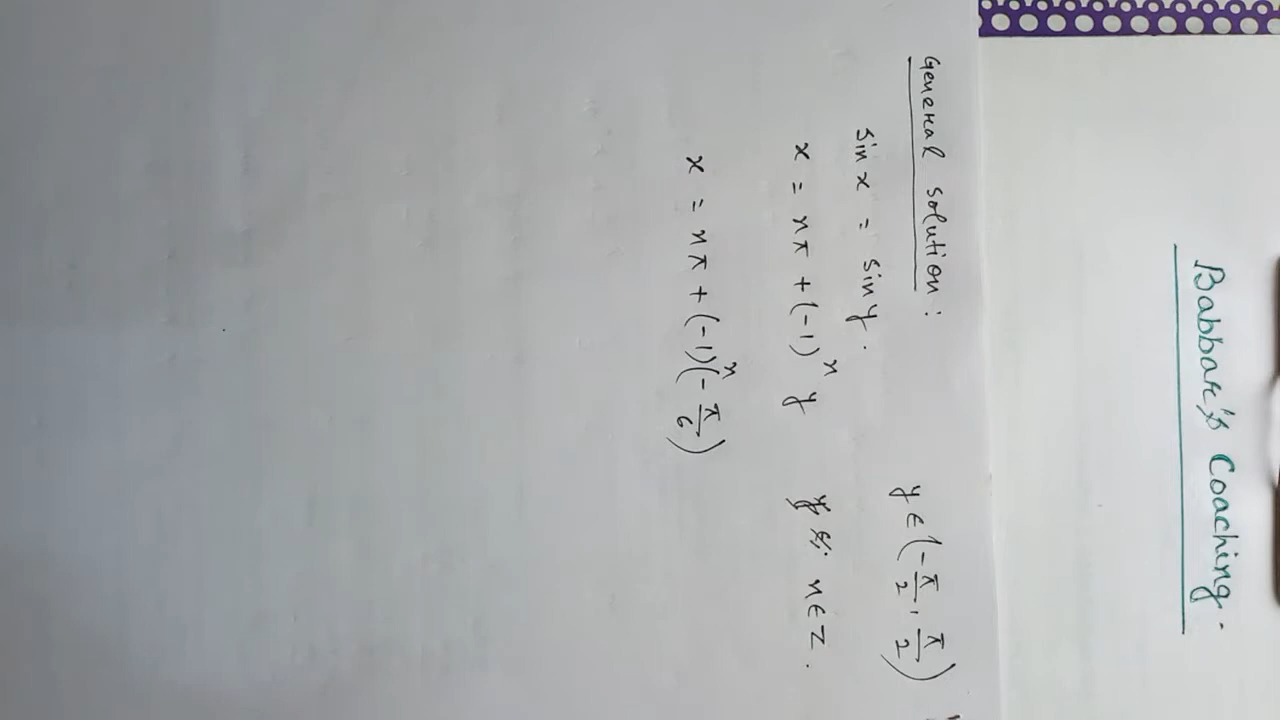 Babbar's Coaching.
General Solution:
sin x = sin y. y ∈ (-π/2, π/2)
x = nπ + (-1)^n y n ∈ Z.
x = nπ + (-1)^n (-π/6)